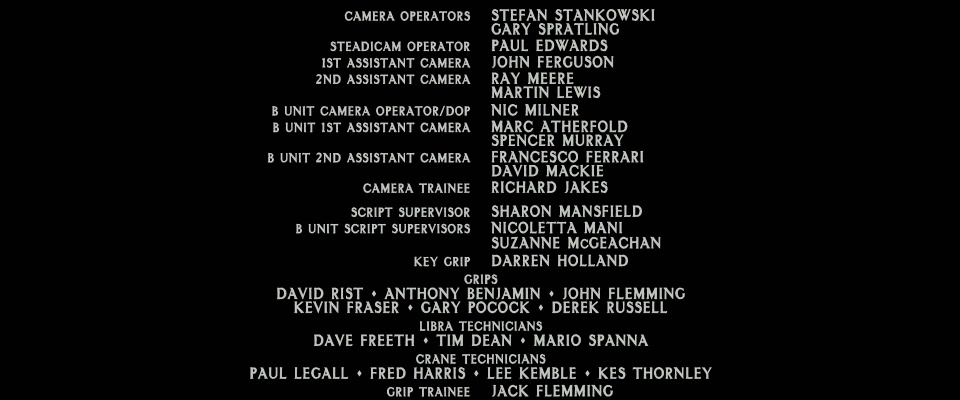 CAMERA OPERATORS STEFAN STANKOWSKI
GARY SPRATLING
STEADICAM OPERATOR PAUL EDWARDS
1ST ASSISTANT CAMERA JOHN FERGUSON
2ND ASSISTANT CAMERA RAY MEERE
MARTIN LEWIS
B UNIT CAMERA OPERATOR/DOP NIC MILNER
B UNIT 1ST ASSISTANT CAMERA MARC ATHERFOLD
SPENCER MURRAY
B UNIT 2ND ASSISTANT CAMERA FRANCESCO FERRARI
DAVID MACKIE
CAMERA TRAINEE RICHARD JAKES
SCRIPT SUPERVISOR SHARON MANSFIELD
B UNIT SCRIPT SUPERVISORS NICOLETTA MANI
SUZANNE McGEACHAN
KEY GRIP DARREN HOLLAND
GRIPS
DAVID RIST ♦ ANTHONY BENJAMIN ♦ JOHN FLEMMING
KEVIN FRASER ♦ GARY POCOCK ♦ DEREK RUSSELL
LIBRA TECHNICIANS
DAVE FREETH ♦ TIM DEAN ♦ MARIO SPANNA
CRANE TECHNICIANS
PAUL LEGALL ♦ FRED HARRIS ♦ LEE KEMBLE ♦ KES THORNLEY
GRIP TRAINEE JACK FLEMMING